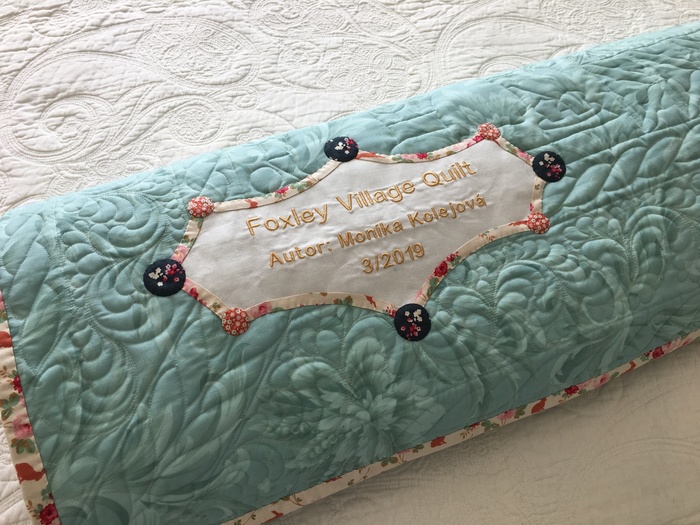 Foxley Village Quilt
Autor: Monika Kolejová
3/2019